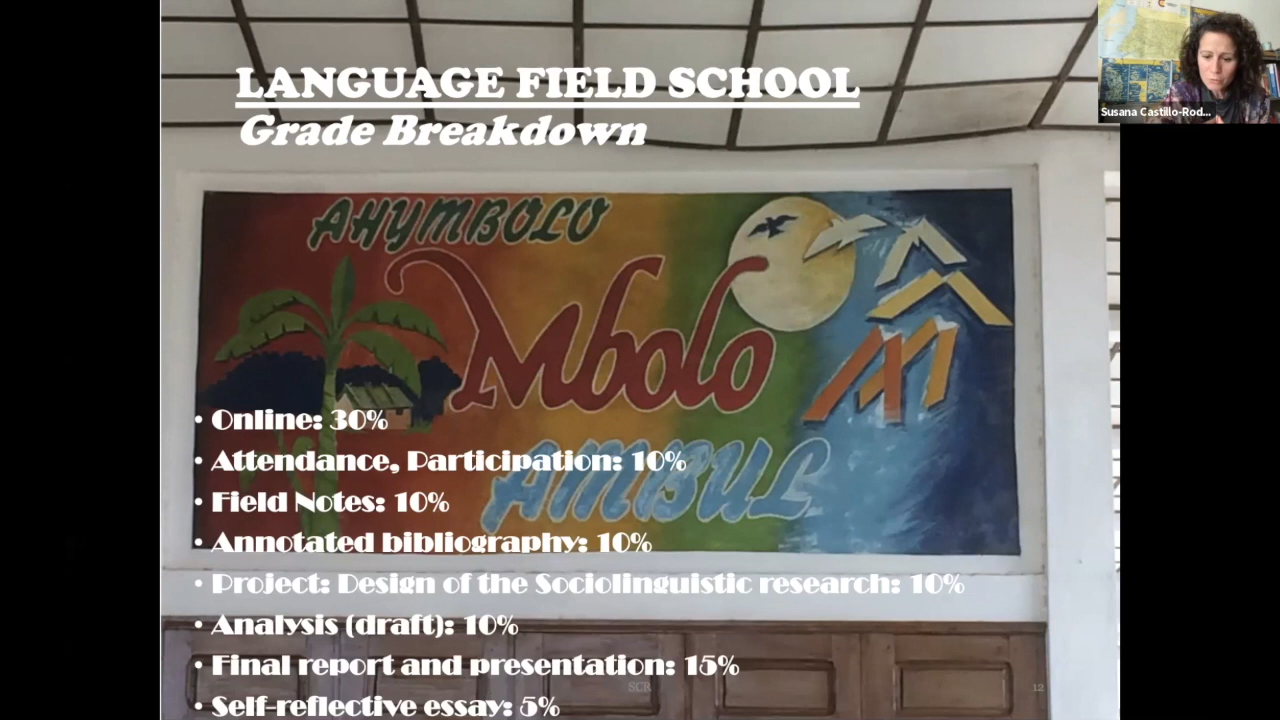 Susana Castillo-Rod...
LANGUAGE FIELD SCHOOL
Grade Breakdown
AHYMBOLO
Mbolo
AMBUL
• Online: 30%
• Attendance, Participation: 10%
• Field Notes: 10%
• Annotated bibliography: 10%
• Project: Design of the Sociolinguistic research: 10%
• Analysis (draft): 10%
• Final report and presentation: 15%
SCR 12
• Self-reflective essay: 5%